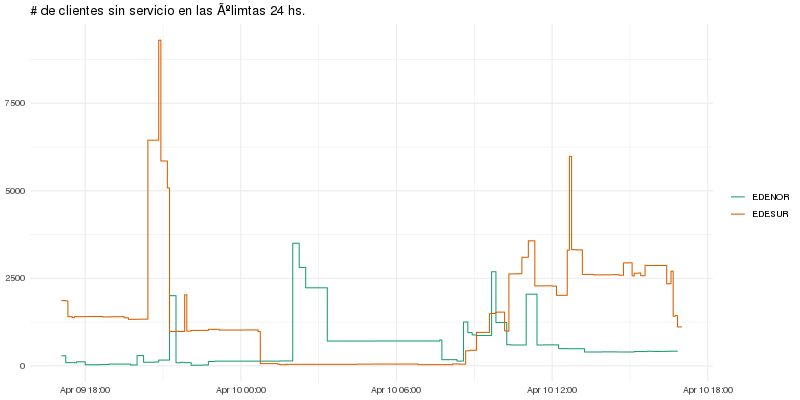 # de clientes sin servicio en las Ãºlimtas 24 hs.
7500
5000
2500
0
Apr 09 18:00
Apr 10 00:00
Apr 10 06:00
Apr 10 12:00
Apr 10 18:00
EDENOR
EDESUR